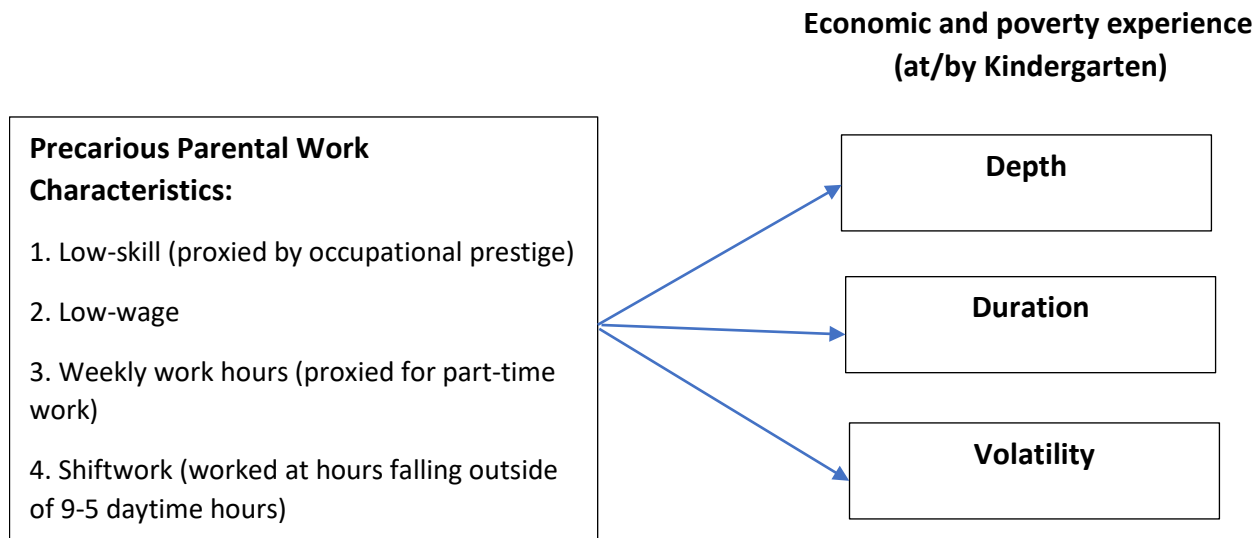 Economic and poverty experience
(at/by Kindergarten)
Precarious Parental Work
Characteristics:
1. Low-skill (proxied by occupational prestige)
2. Low-wage
3. Weekly work hours (proxied for part-time
work)
4. Shiftwork (worked at hours falling outside
of 9-5 daytime hours)
Depth
Duration
Volatility